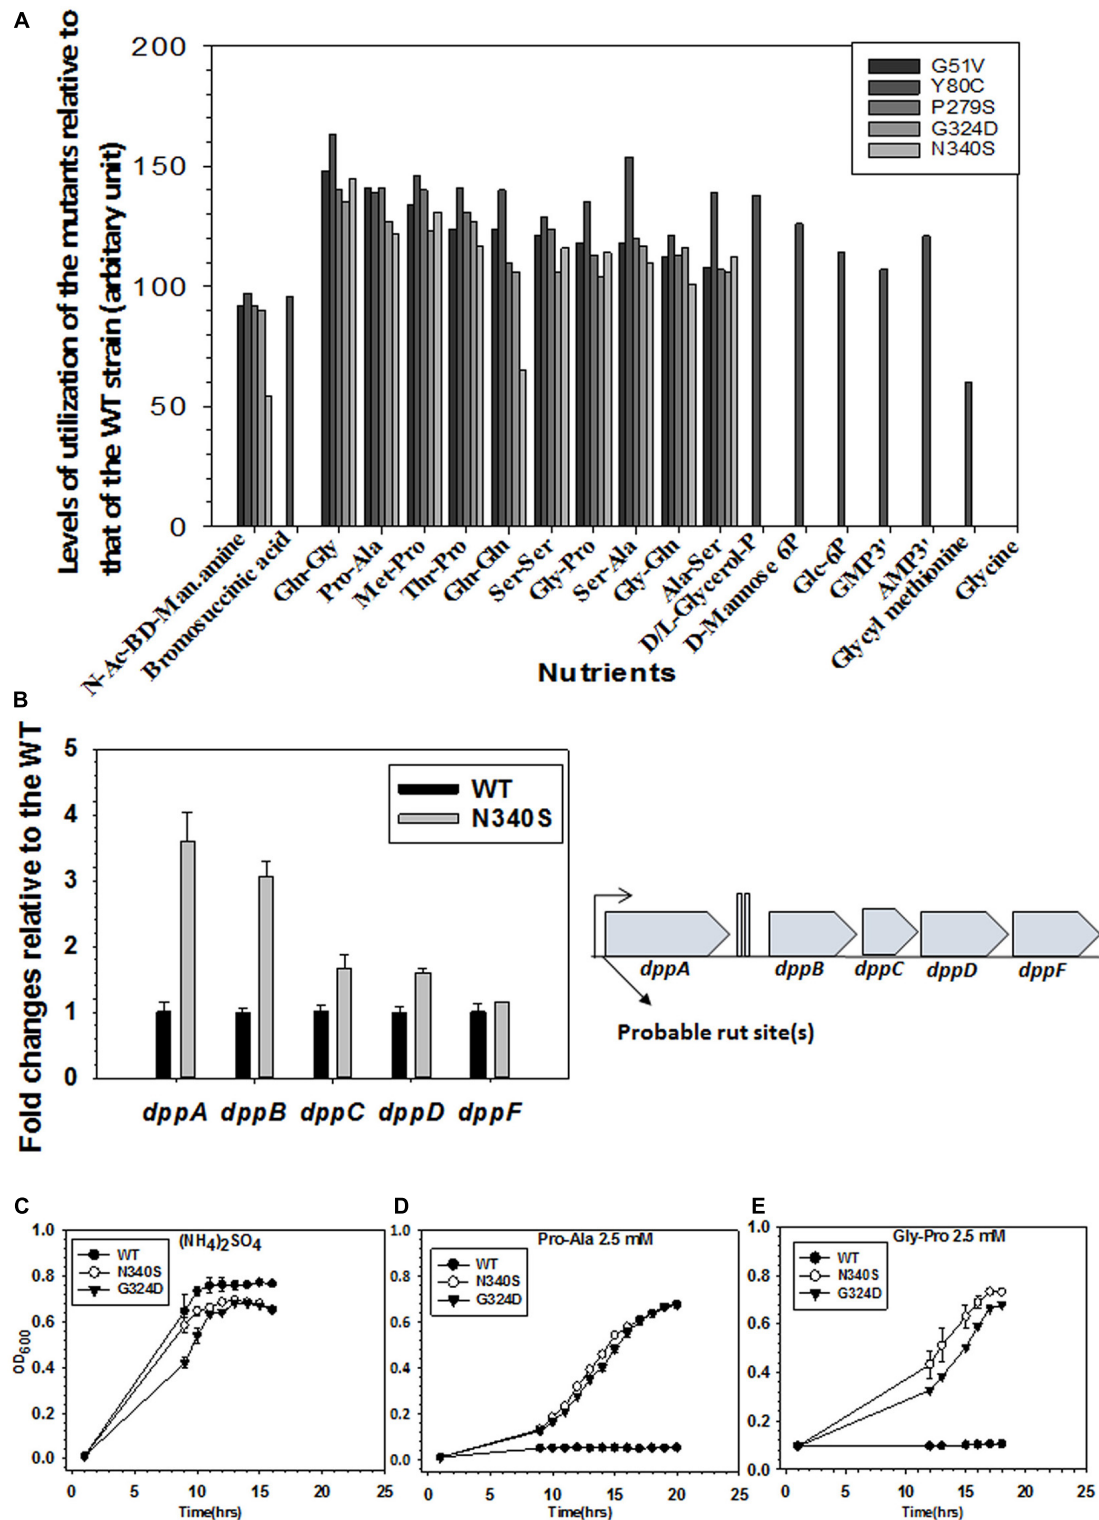 A
Levels of utilization of the mutants relative to
that of the WT strain (arbitary unit)
200
150
100
50
0
G51V
Y80C
P279S
G324D
N340S
N-Ac-BD-Man.amine
Bromosuccinic acid
Gln-Gly
Pro-Ala
Met-Pro
Thr-Pro
Gln-Gln
Ser-Ser
Gly-Pro
Ser-Ala
Gly-Gln
Ala-Ser
D/L-Glycerol-P
D-Mannose 6P
Glc-6P
GMP3'
AMP3'
Glycyl methionine
Glycine
Nutrients
B
Fold changes relative to the WT
5
4
3
2
1
0
WT
N340S
dppA dppB dppC dppD dppF
dppA dppB dppC dppD dppF
Probable rut site(s)
C
(NH4)2SO4
WT
N340S
G324D
OD600
1.0
0.8
0.6
0.4
0.2
0.0
0 5 10 15 20 25
Time(hrs)
D
Pro-Ala 2.5 mM
WT
N340S
G324D
1.0
0.8
0.6
0.4
0.2
0.0
0 5 10 15 20 25
Time(hrs)
E
Gly-Pro 2.5 mM
WT
N340S
G324D
1.0
0.8
0.6
0.4
0.2
0.0
0 5 10 15 20 25
Time(hrs)